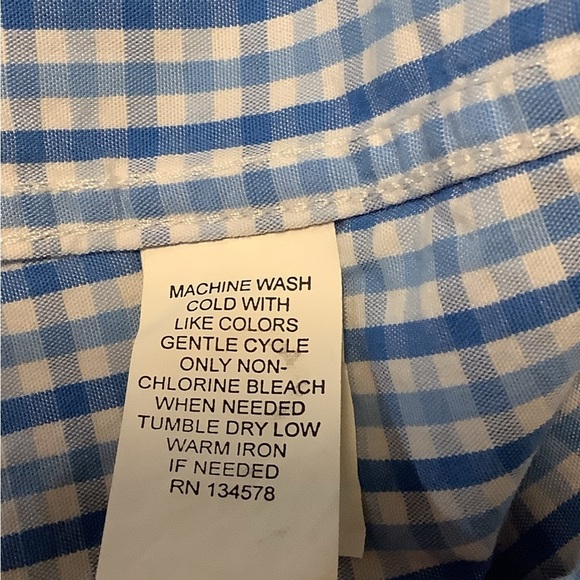 MACHINE WASH
COLD WITH
LIKE COLORS
GENTLE CYCLE
ONLY NON-
CHLORINE BLEACH
WHEN NEEDED
TUMBLE DRY LOW
WARM IRON
IF NEEDED
RN 134578